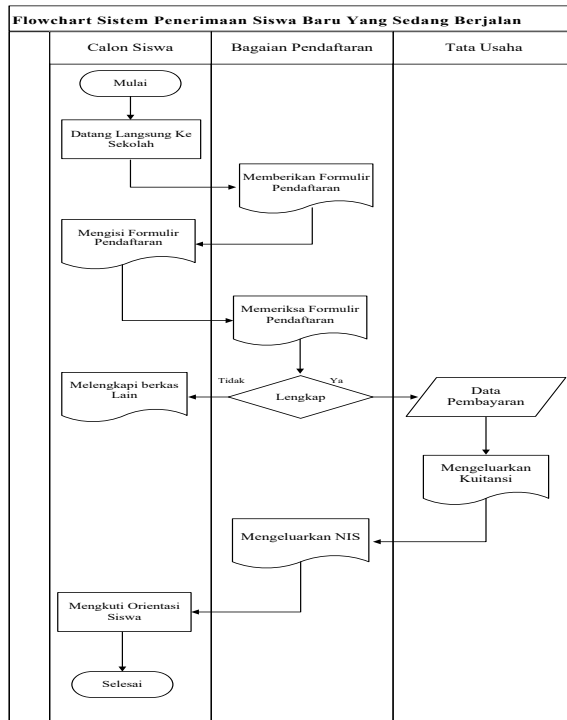 Flowchart Sistem Penerimaan Siswa Baru Yang Sedang Berjalan
Calon Siswa
Bagaian Pendaftaran
Tata Usaha
Mulai
Datang Langsung Ke
Sekolah
Memberikan Formulir
Pendaftaran
Mengisi Formulir
Pendaftaran
Memeriksa Formulir
Pendaftaran
Melengkapi berkas
Lain
Tidak
Lengkap
Ya
Data
Pembayaran
Mengeluarkan
Kuitansi
Mengeluarkan NIS
Mengkuti Orientasi
Siswa
Selesai